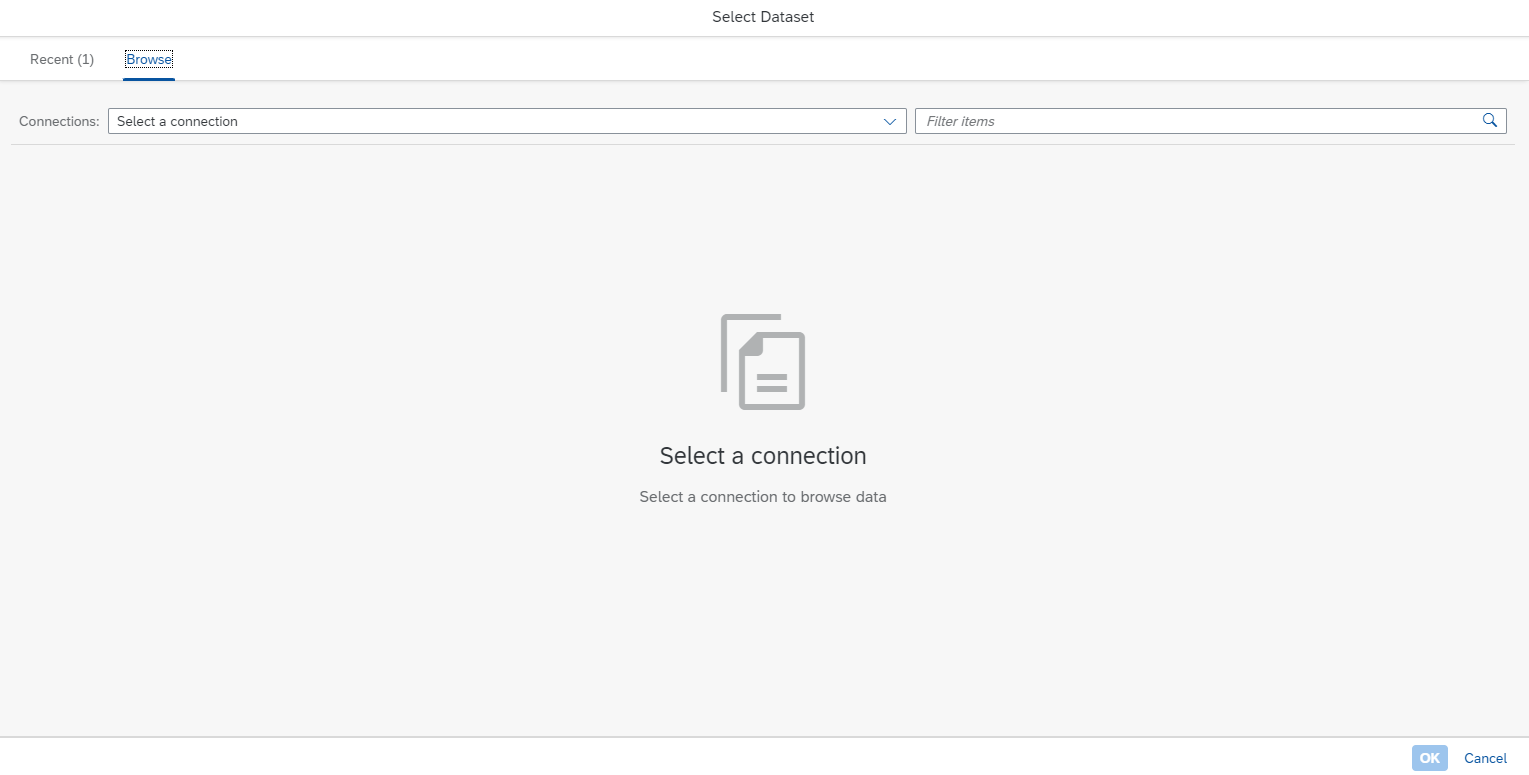 Select Dataset
Recent (1) Browse
Connections: Select a connection Filter items
Select a connection
Select a connection to browse data
OK Cancel